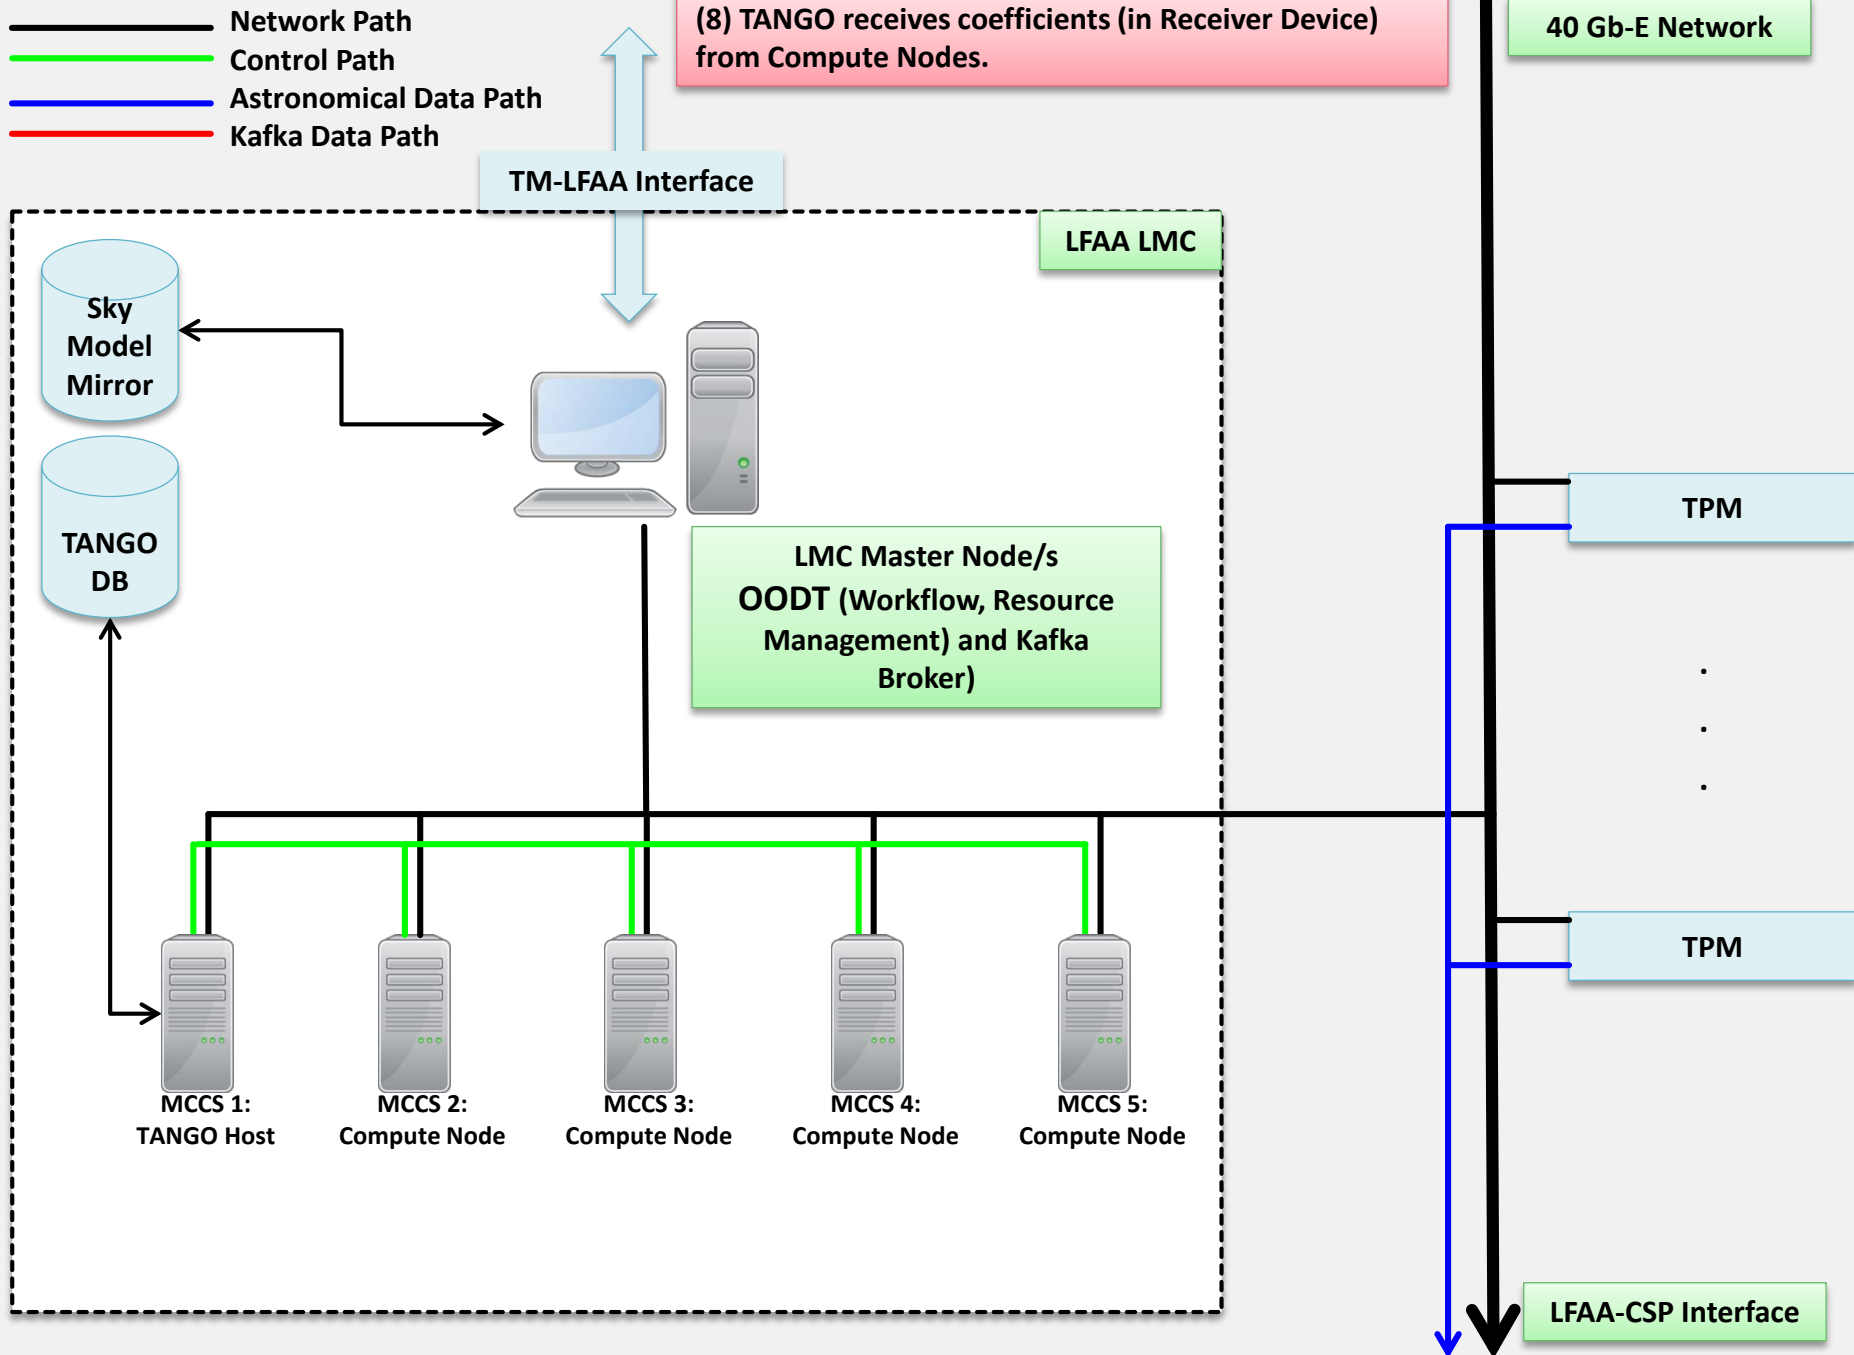 Network Path
Control Path
Astronomical Data Path
Kafka Data Path
(8) TANGO receives coefficients (in Receiver Device)
from Compute Nodes.
40 Gb-E Network
TM-LFAA Interface
LFAA LMC
Sky
Model
Mirror
TANGO
DB
LMC Master Node/s
OODT (Workflow, Resource
Management) and Kafka
Broker)
TPM
.
.
.
TPM
MCCS 1:
TANGO Host
MCCS 2:
Compute Node
MCCS 3:
Compute Node
MCCS 4:
Compute Node
MCCS 5:
Compute Node
LFAA-CSP Interface